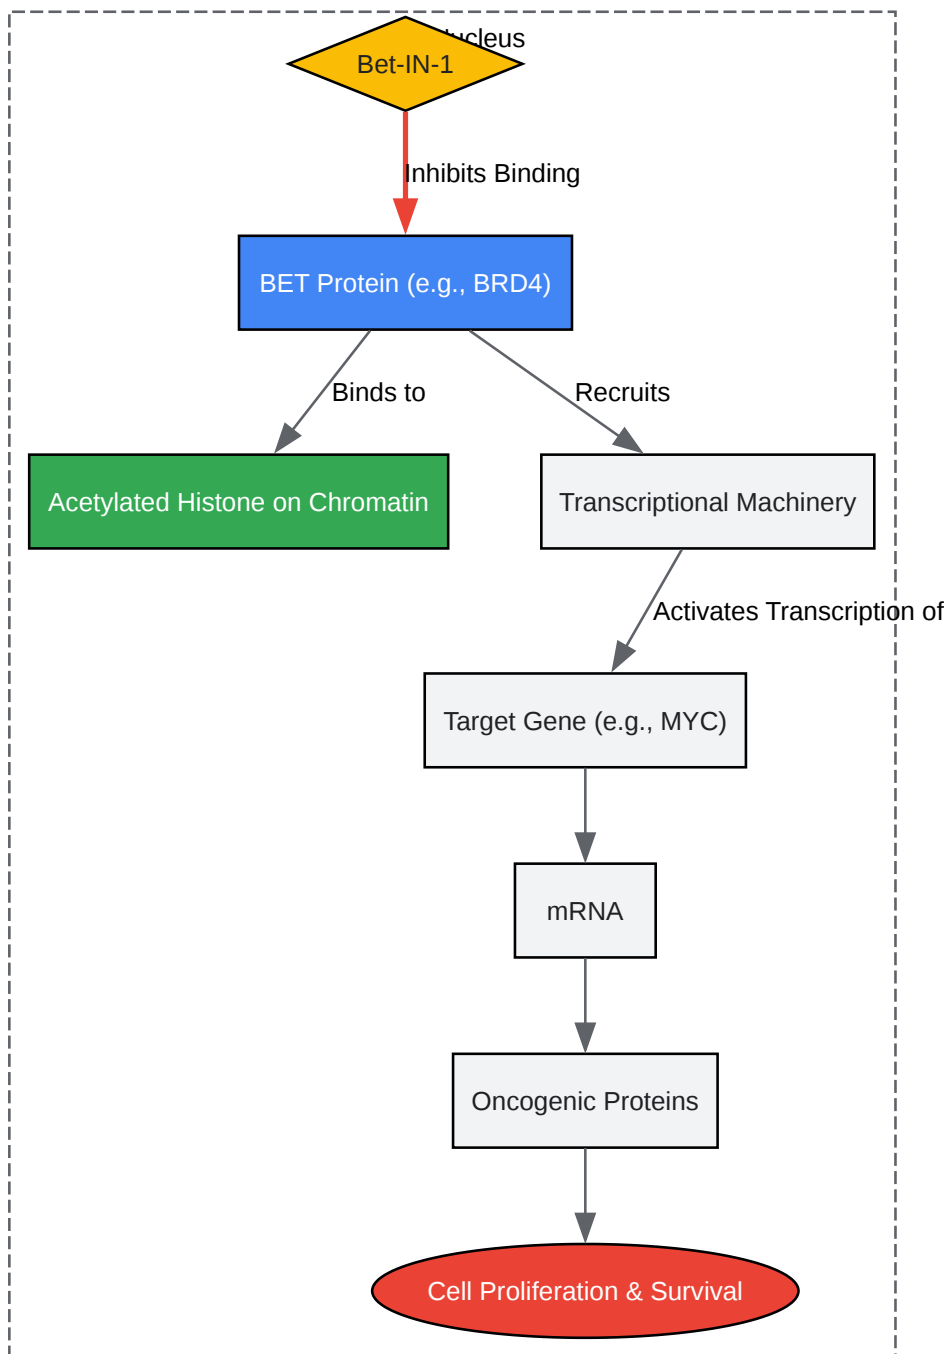 ucleus
Bet-IN-1
Inhibits Binding
BET Protein (e.g., BRD4)
Binds to
Recruits
Acetylated Histone on Chromatin
Transcriptional Machinery
Activates Transcription of
Target Gene (e.g., MYC)
mRNA
Oncogenic Proteins
Cell Proliferation & Survival